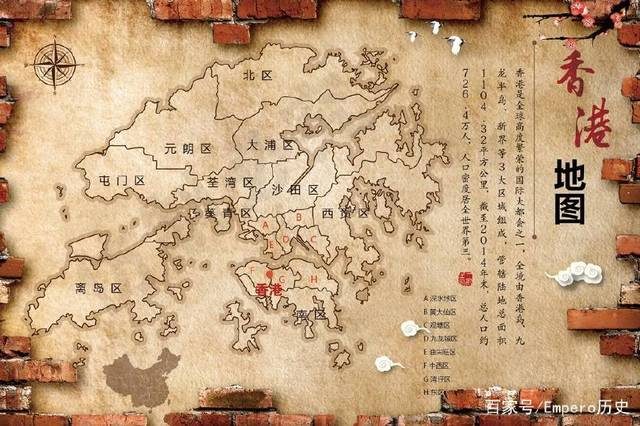 香港
地图
香港是全球高度繁荣的国际大都会之一，全境由香港岛、九
龙半岛、新界等3大区域组成，管辖陆地总面积
1104.32平方公里，截至2014年末，总人口约
726.4万人，人口密度居全世界第三。
北区
元朗区
大埔区
屯门区
荃湾区
沙田区
葵青区
西贡区
A
B
C
D
E
离岛区
F
G
H
香港
南区
A 深水埗区
B 黄大仙区
C 观塘区
D 九龙城区
E 油尖旺区
F 中西区
G 湾仔区
H 东区
百家号/Empero历史